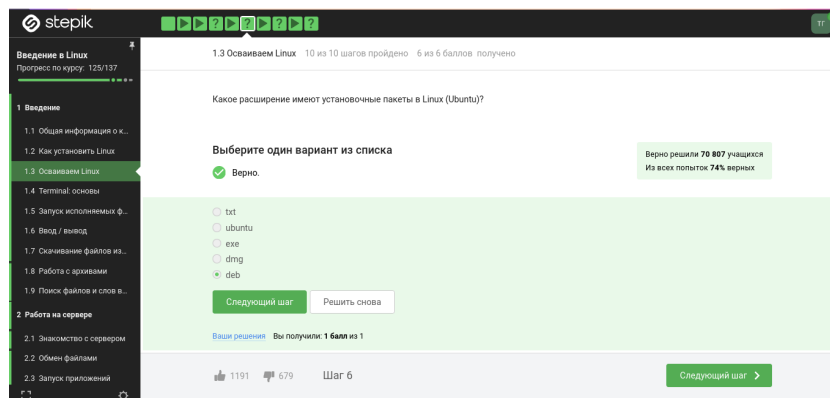 stepik
ТГ
Введение в Linux
Прогресс по курсу: 125/137
1 Введение
1.1 Общая информация о к...
1.2 Как установить Linux
1.3 Осваиваем Linux
1.4 Terminal: основы
1.5 Запуск исполняемых ф...
1.6 Ввод / вывод
1.7 Скачивание файлов из...
1.8 Работа с архивами
1.9 Поиск файлов и слов в...
2 Работа на сервере
2.1 Знакомство с сервером
2.2 Обмен файлами
2.3 Запуск приложений
1.3 Осваиваем Linux 10 из 10 шагов пройдено 6 из 6 баллов получено
Какое расширение имеют установочные пакеты в Linux (Ubuntu)?
Выберите один вариант из списка
Верно.
Верно решили 70 807 учащихся
Из всех попыток 74% верных
txt
ubuntu
exe
dmg
deb
Следующий шаг Решить снова
Ваши решения Вы получили: 1 балл из 1
1191 679 Шаг 6 Следующий шаг